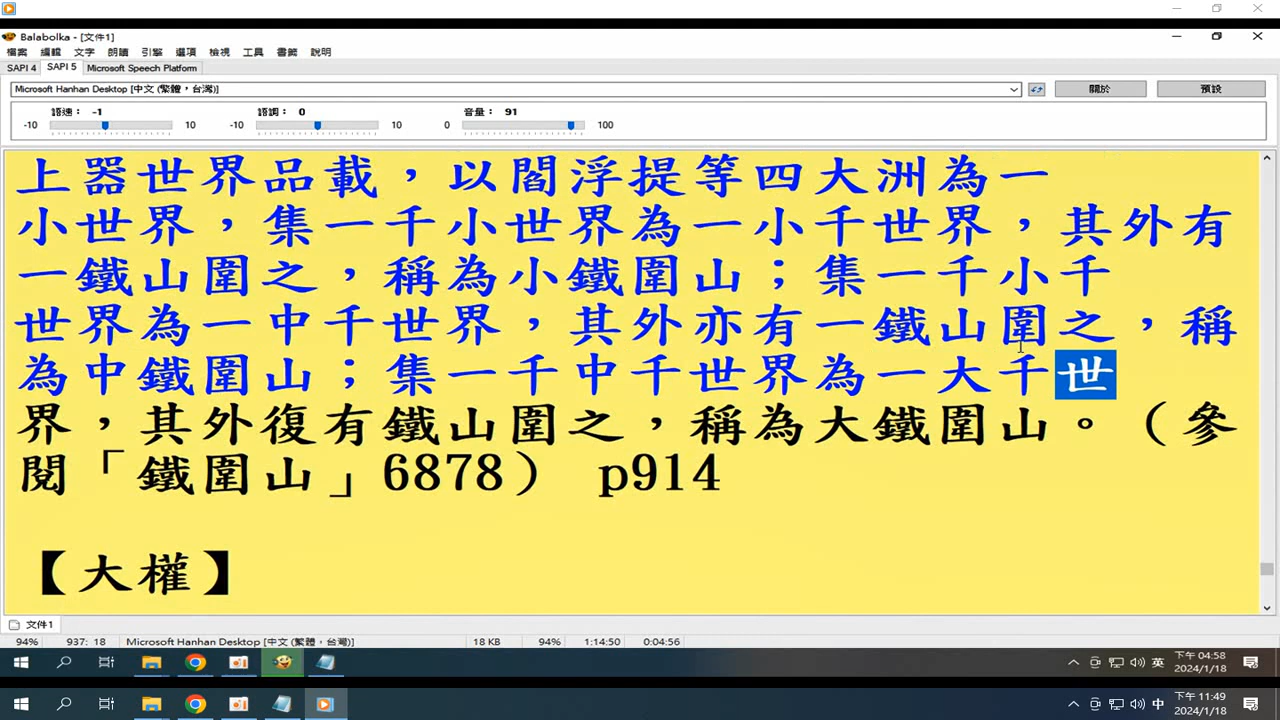 Balabolka - [文件1]
檔案 編輯 文字 朗讀 引擎 選項 檢視 工具 書籤 說明
SAPI 4 SAPI 5 Microsoft Speech Platform
Microsoft Hanhan Desktop [中文 (繁體，台灣)] 關於 預設
語速： -1 語調： 0 音量： 91
-10 10 -10 10 0 100
上器世界品載，以閻浮提等四大洲為一
小世界，集一千小世界為一小千世界，其外有
一鐵山圍之，稱為小鐵圍山；集一千小千
世界為一中千世界，其外亦有一鐵山圍之，稱
為中鐵圍山；集一千中千世界為一大千世
界，其外復有鐵山圍之，稱為大鐵圍山。（參
閱「鐵圍山」6878） p914
【大權】
文件1
94% 937: 18 Microsoft Hanhan Desktop [中文 (繁體，台灣)] 18 KB 94% 1:14:50 0:04:56
英 下午 04:58
2024/1/18
中 下午 11:49
2024/1/18